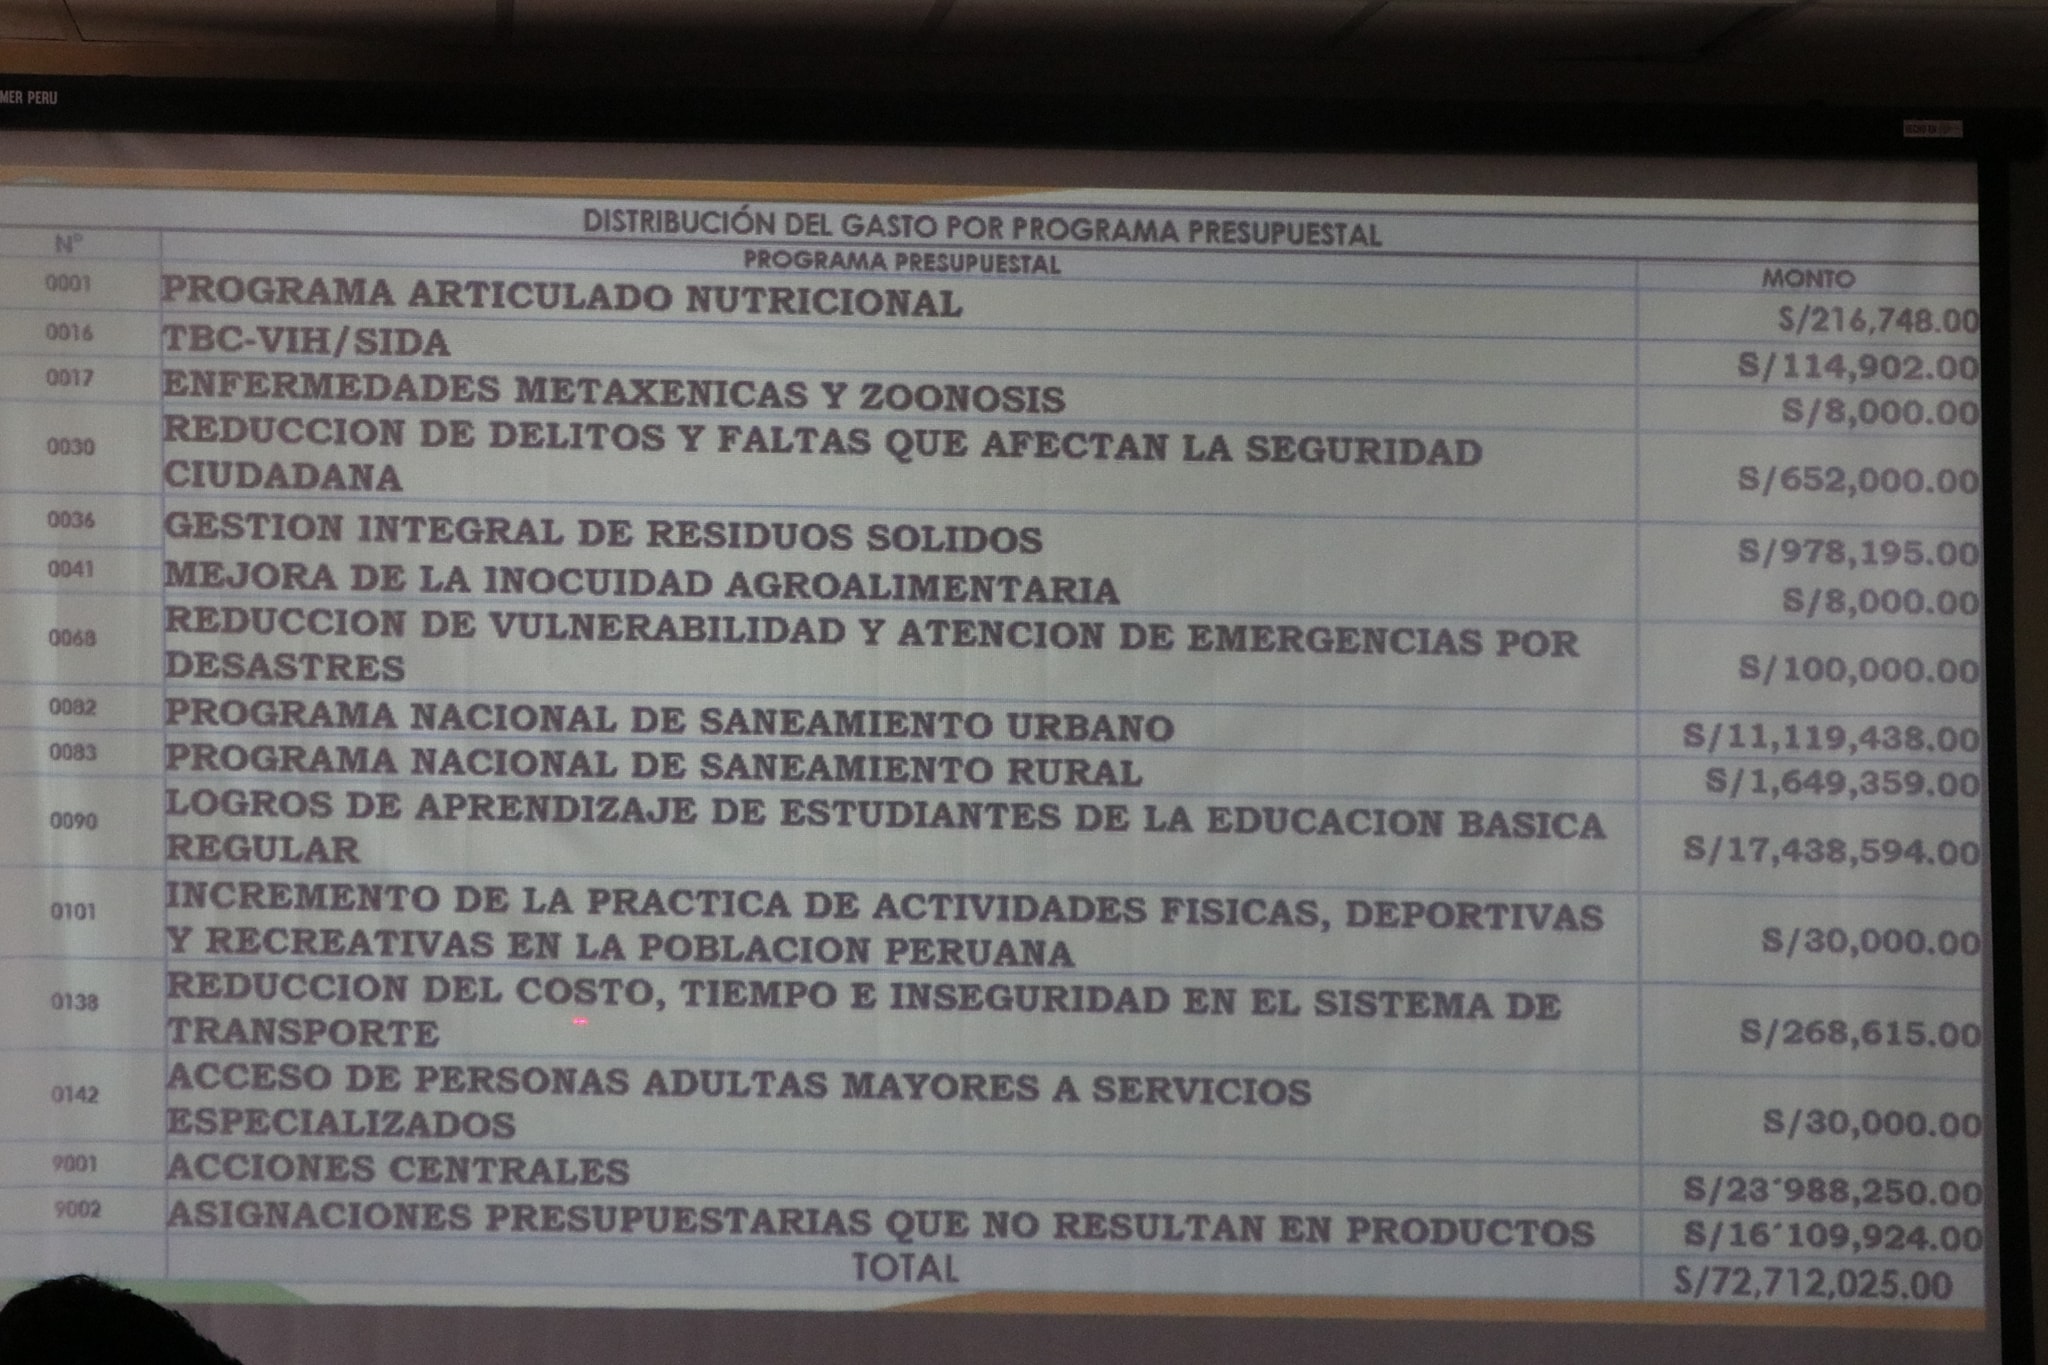 MER PERU
HECHO EN
DISTRIBUCIÓN DEL GASTO POR PROGRAMA PRESUPUESTAL
N° PROGRAMA PRESUPUESTAL MONTO
0001 PROGRAMA ARTICULADO NUTRICIONAL S/216,748.00
0016 TBC-VIH/SIDA S/114,902.00
0017 ENFERMEDADES METAXENICAS Y ZOONOSIS S/8,000.00
0030 REDUCCION DE DELITOS Y FALTAS QUE AFECTAN LA SEGURIDAD
CIUDADANA S/652,000.00
0036 GESTION INTEGRAL DE RESIDUOS SOLIDOS S/978,195.00
0041 MEJORA DE LA INOCUIDAD AGROALIMENTARIA S/8,000.00
0068 REDUCCION DE VULNERABILIDAD Y ATENCION DE EMERGENCIAS POR
DESASTRES S/100,000.00
0082 PROGRAMA NACIONAL DE SANEAMIENTO URBANO S/11,119,438.00
0083 PROGRAMA NACIONAL DE SANEAMIENTO RURAL S/1,649,359.00
0090 LOGROS DE APRENDIZAJE DE ESTUDIANTES DE LA EDUCACION BASICA
REGULAR S/17,438,594.00
0101 INCREMENTO DE LA PRACTICA DE ACTIVIDADES FISICAS, DEPORTIVAS
Y RECREATIVAS EN LA POBLACION PERUANA S/30,000.00
0138 REDUCCION DEL COSTO, TIEMPO E INSEGURIDAD EN EL SISTEMA DE
TRANSPORTE S/268,615.00
0142 ACCESO DE PERSONAS ADULTAS MAYORES A SERVICIOS
ESPECIALIZADOS S/30,000.00
9001 ACCIONES CENTRALES S/23´988,250.00
9002 ASIGNACIONES PRESUPUESTARIAS QUE NO RESULTAN EN PRODUCTOS S/16´109,924.00
TOTAL S/72,712,025.00